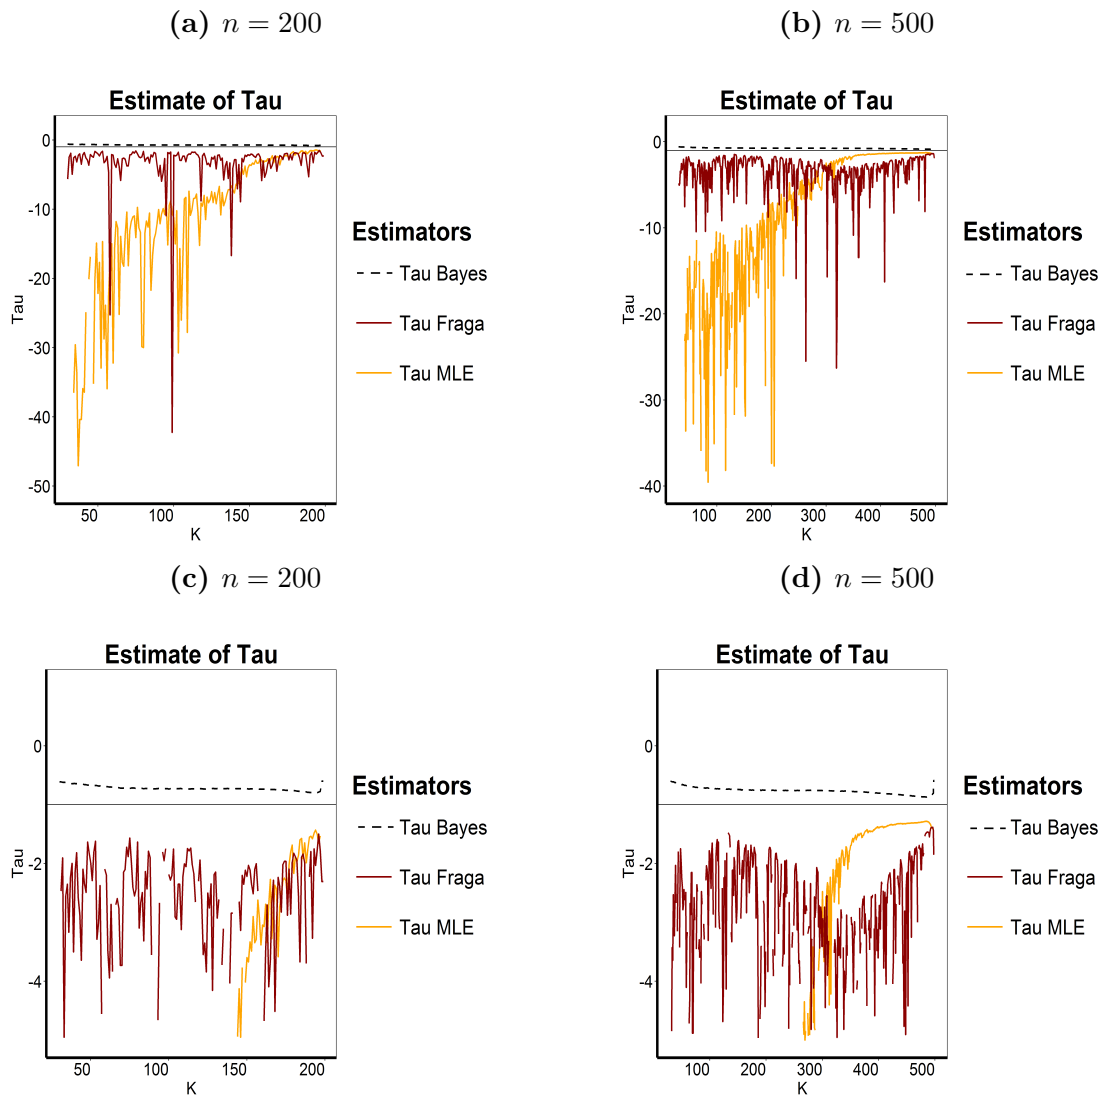 (a) n = 200
Estimate of Tau
Tau
0
-10
-20
-30
-40
-50
50 100 150 200
K
Estimators
Tau Bayes
Tau Fraga
Tau MLE
(b) n = 500
Estimate of Tau
Tau
0
-10
-20
-30
-40
100 200 300 400 500
K
Estimators
Tau Bayes
Tau Fraga
Tau MLE
(c) n = 200
Estimate of Tau
Tau
0
-2
-4
50 100 150 200
K
Estimators
Tau Bayes
Tau Fraga
Tau MLE
(d) n = 500
Estimate of Tau
Tau
0
-2
-4
100 200 300 400 500
K
Estimators
Tau Bayes
Tau Fraga
Tau MLE